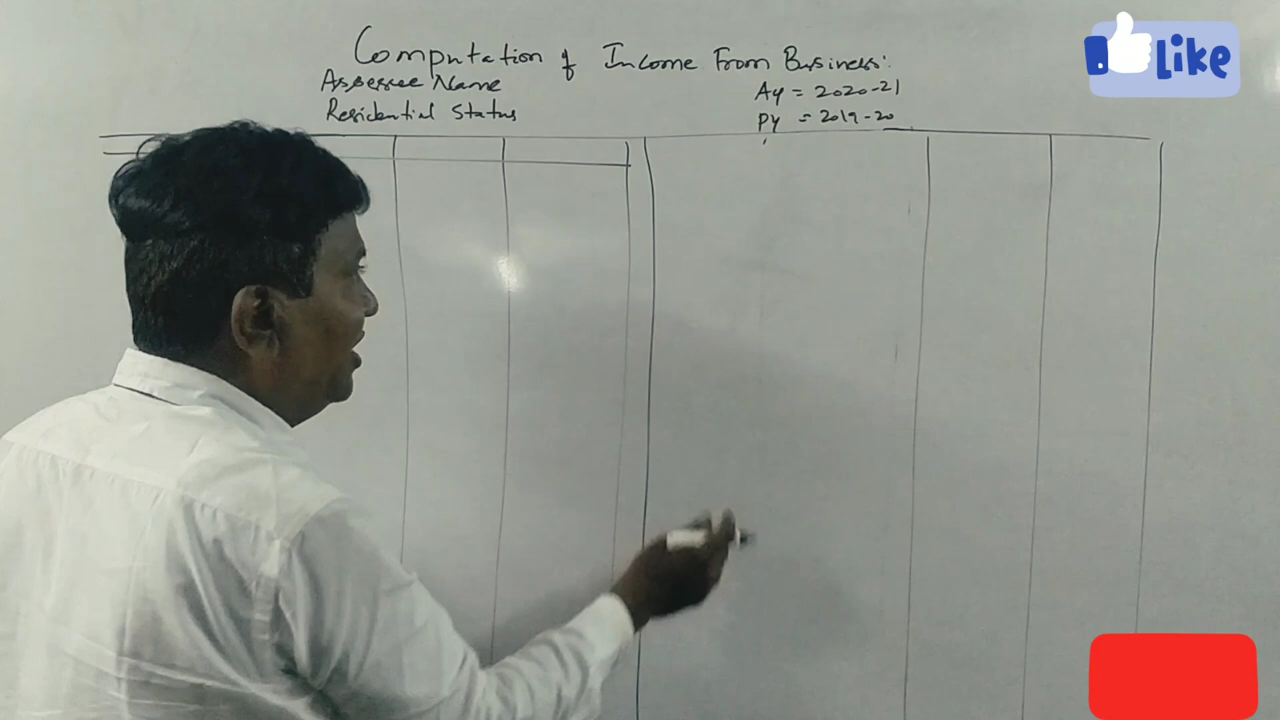 Computation of Income From Business:
Assessee Name
Residential Status
Ay = 2020-21
PY = 2019-20
Like